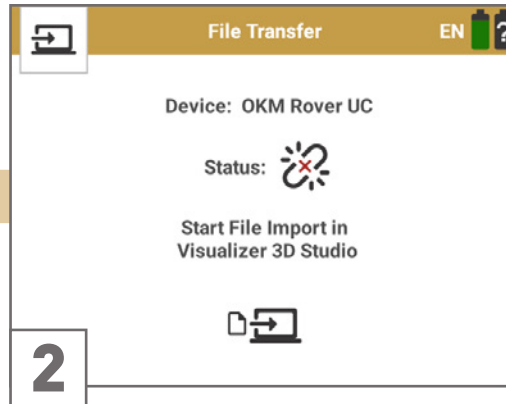 File Transfer
EN
?
Device: OKM Rover UC
Status:
Start File Import in
Visualizer 3D Studio
2